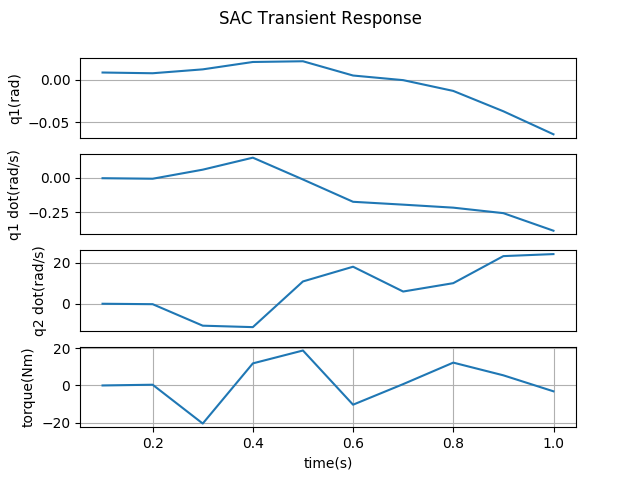 SAC Transient Response
0.00
−0.05
q1(rad)
0.00
−0.25
q1 dot(rad/s)
20
0
q2 dot(rad/s)
20
0
−20
torque(Nm)
0.2 0.4 0.6 0.8 1.0
time(s)